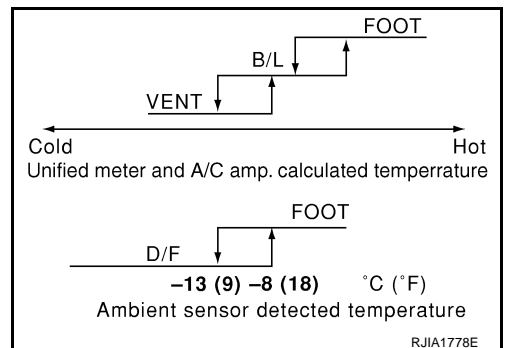 FOOT
B/L
VENT
Cold Hot
Unified meter and A/C amp. calculated temperrature
FOOT
D/F
–13 (9) –8 (18) °C (°F)
Ambient sensor detected temperature
RJIA1778E